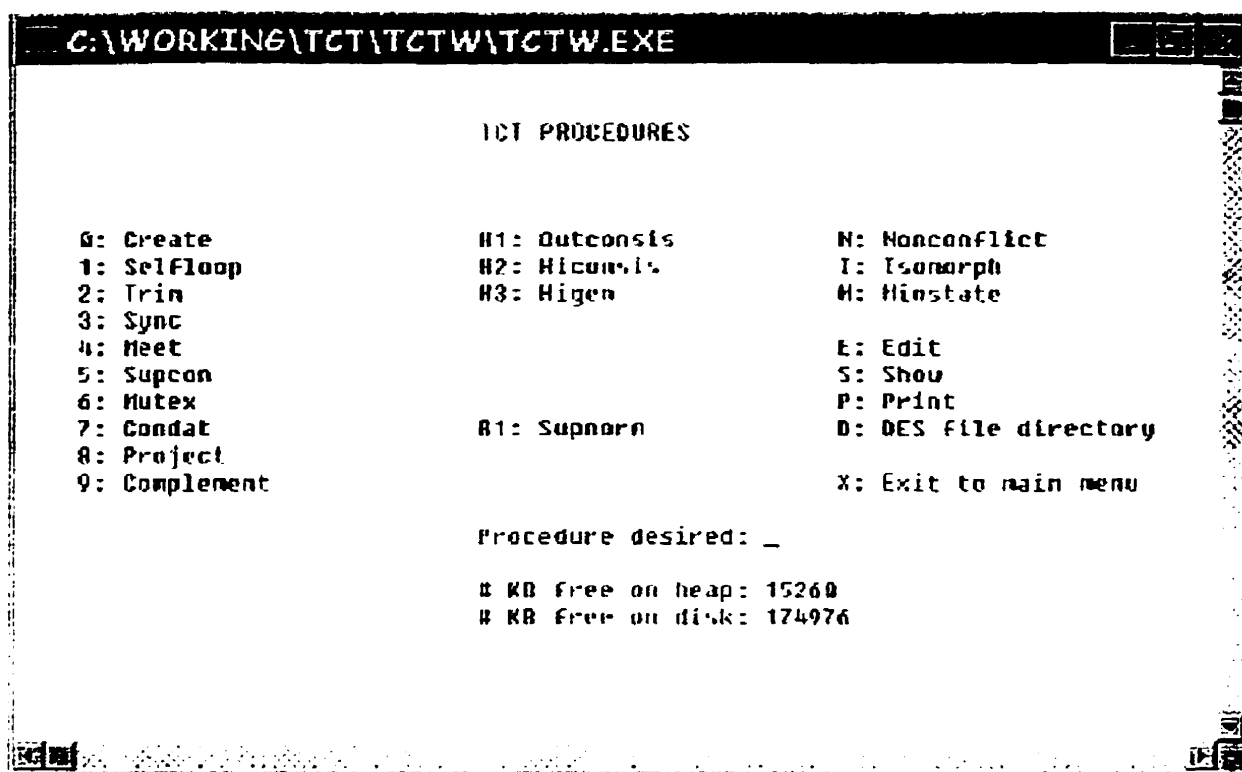 C:\WORKING\TCT\TCTW\TCTW.EXE
TCT PROCEDURES
0: Create H1: Outconsis N: Nonconflict
1: Selfloop H2: Hiconsis I: Isomorph
2: Trim H3: Higen M: Minstate
3: Sync
4: Meet E: Edit
5: Supcon S: Show
6: Mutex P: Print
7: Condat R1: Supnorm D: DES file directory
8: Project
9: Complement X: Exit to main menu
Procedure desired: _
# KB free on heap: 15260
# KB free on disk: 174976